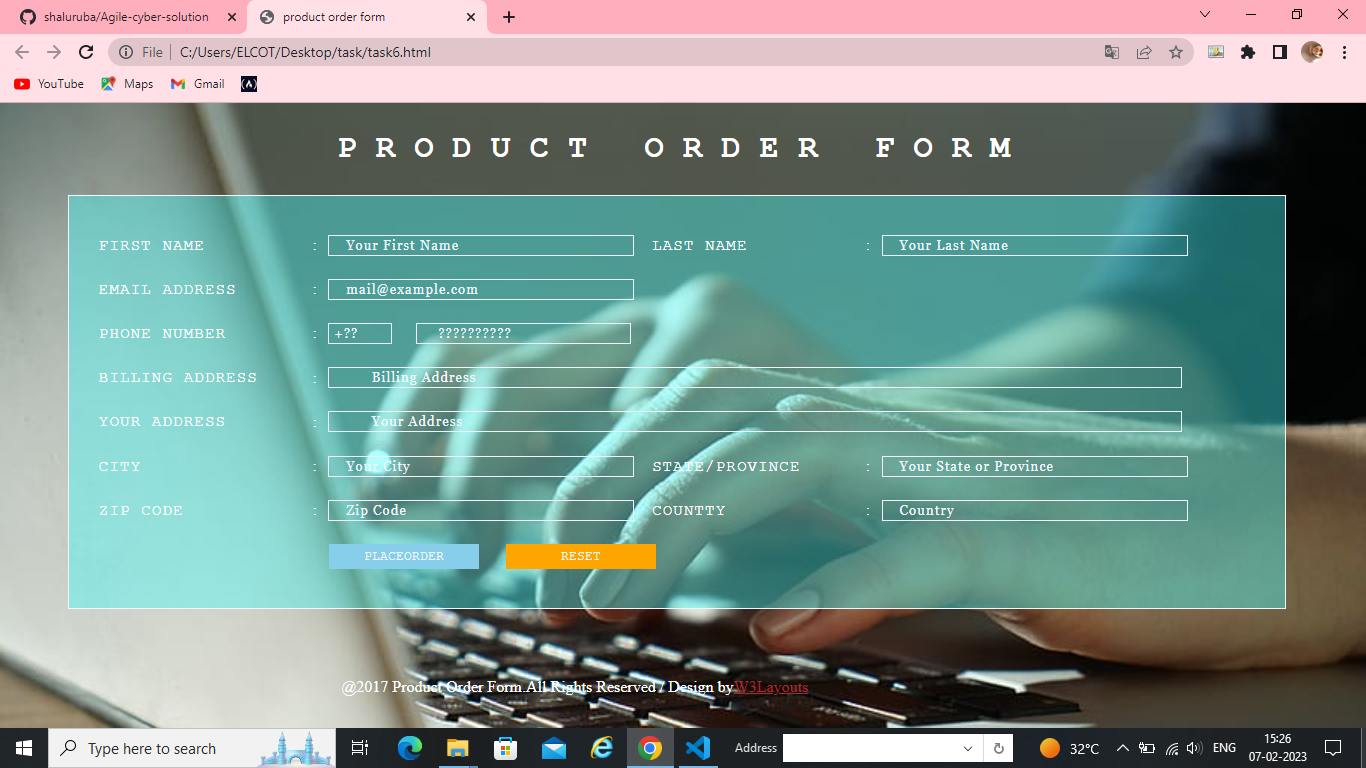 shaluruba/Agile-cyber-solution
product order form
File
C:/Users/ELCOT/Desktop/task/task6.html
YouTube Maps Gmail
PRODUCT ORDER FORM
FIRST NAME : Your First Name LAST NAME : Your Last Name
EMAIL ADDRESS : mail@example.com
PHONE NUMBER : +?? ??????????
BILLING ADDRESS : Billing Address
YOUR ADDRESS : Your Address
CITY : Your City STATE/PROVINCE : Your State or Province
ZIP CODE : Zip Code COUNTTY : Country
PLACEORDER RESET
@2017 Product Order Form.All Rights Reserved / Design byW3Layouts
Type here to search
Address
32°C
ENG
15:26
07-02-2023